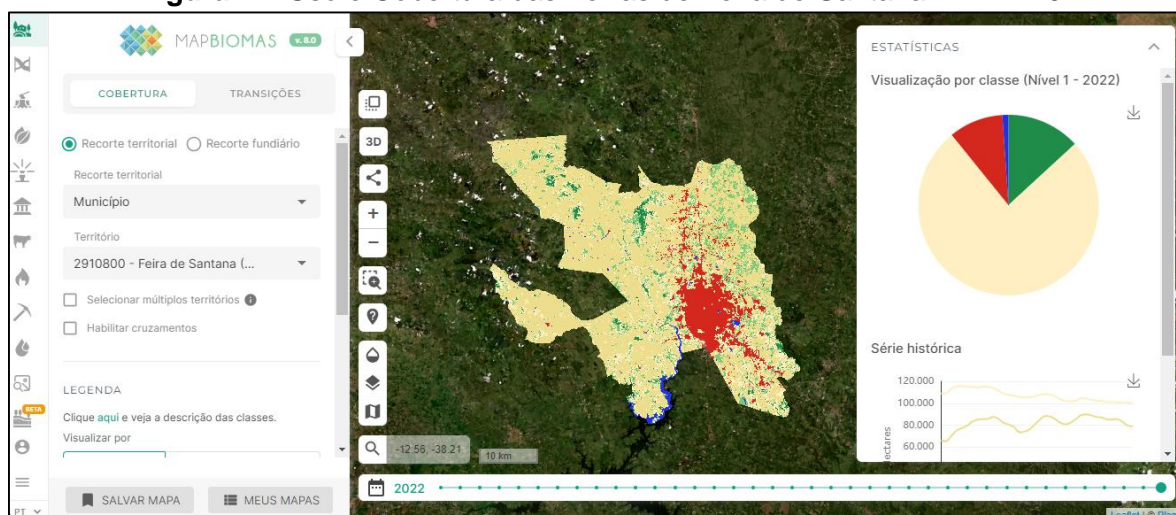 MAPBIOMAS v.8.0
COBERTURA TRANSIÇÕES
Recorte territorial Recorte fundiário
Recorte territorial
Município
Território
2910800 - Feira de Santana (...
Selecionar múltiplos territórios
Habilitar cruzamentos
LEGENDA
Clique aqui e veja a descrição das classes.
Visualizar por
SALVAR MAPA MEUS MAPAS
BETA
PT
3D
-12.56, -38.21
10 km
2022
ESTATÍSTICAS
Visualização por classe (Nível 1 - 2022)
Série histórica
120.000
100.000
80.000
60.000
hectares